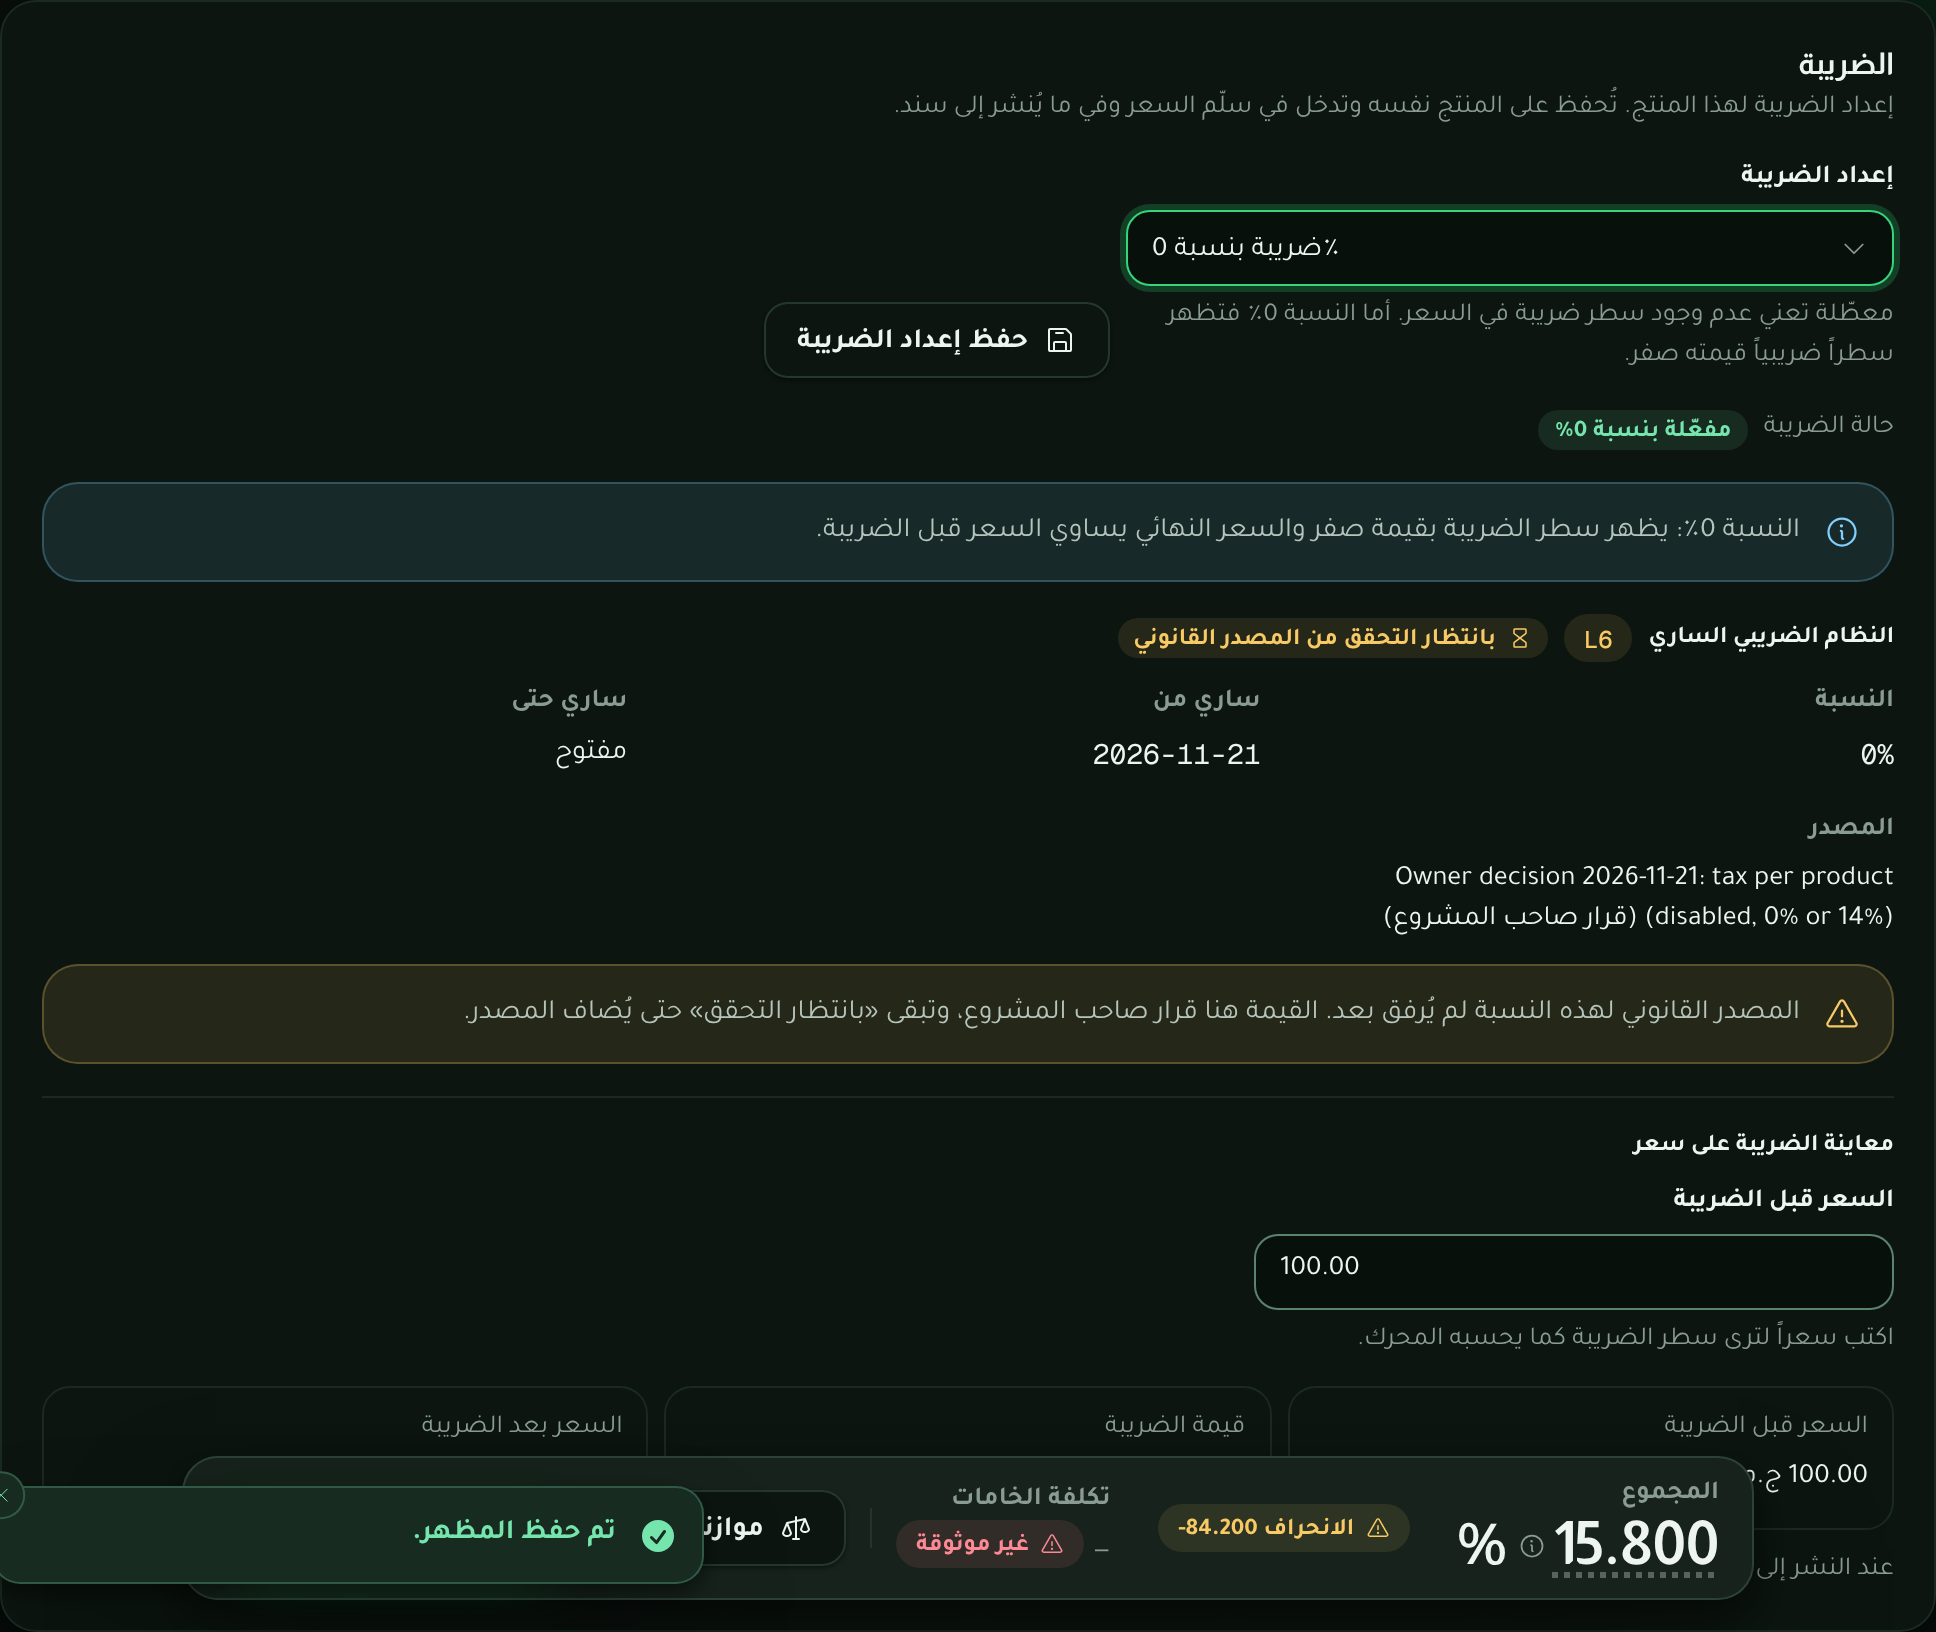 الضريبة
إعداد الضريبة لهذا المنتج. تُحفظ على المنتج نفسه وتدخل في سلّم السعر وفي ما يُنشر إلى سند.
إعداد الضريبة
٪ضريبة بنسبة 0
معطّلة تعني عدم وجود سطر ضريبة في السعر. أما النسبة 0٪ فتظهر
سطراً ضريبياً قيمته صفر.
حفظ إعداد الضريبة
حالة الضريبة مفعّلة بنسبة 0%
النسبة 0٪: يظهر سطر الضريبة بقيمة صفر والسعر النهائي يساوي السعر قبل الضريبة.
النظام الضريبي الساري L6 بانتظار التحقق من المصدر القانوني
النسبة ساري من ساري حتى
0% 2026-11-21 مفتوح
المصدر
Owner decision 2026-11-21: tax per product
(disabled, 0% or 14%) (قرار صاحب المشروع)
المصدر القانوني لهذه النسبة لم يُرفق بعد. القيمة هنا قرار صاحب المشروع، وتبقى «بانتظار التحقق» حتى يُضاف المصدر.
معاينة الضريبة على سعر
السعر قبل الضريبة
100.00
اكتب سعراً لترى سطر الضريبة كما يحسبه المحرك.
السعر قبل الضريبة قيمة الضريبة السعر بعد الضريبة
100.00 ج.م
المجموع
15.800 %
الانحراف 84.200-
تكلفة الخامات
– غير موثوقة
تم حفظ المظهر.
عند النشر إلى